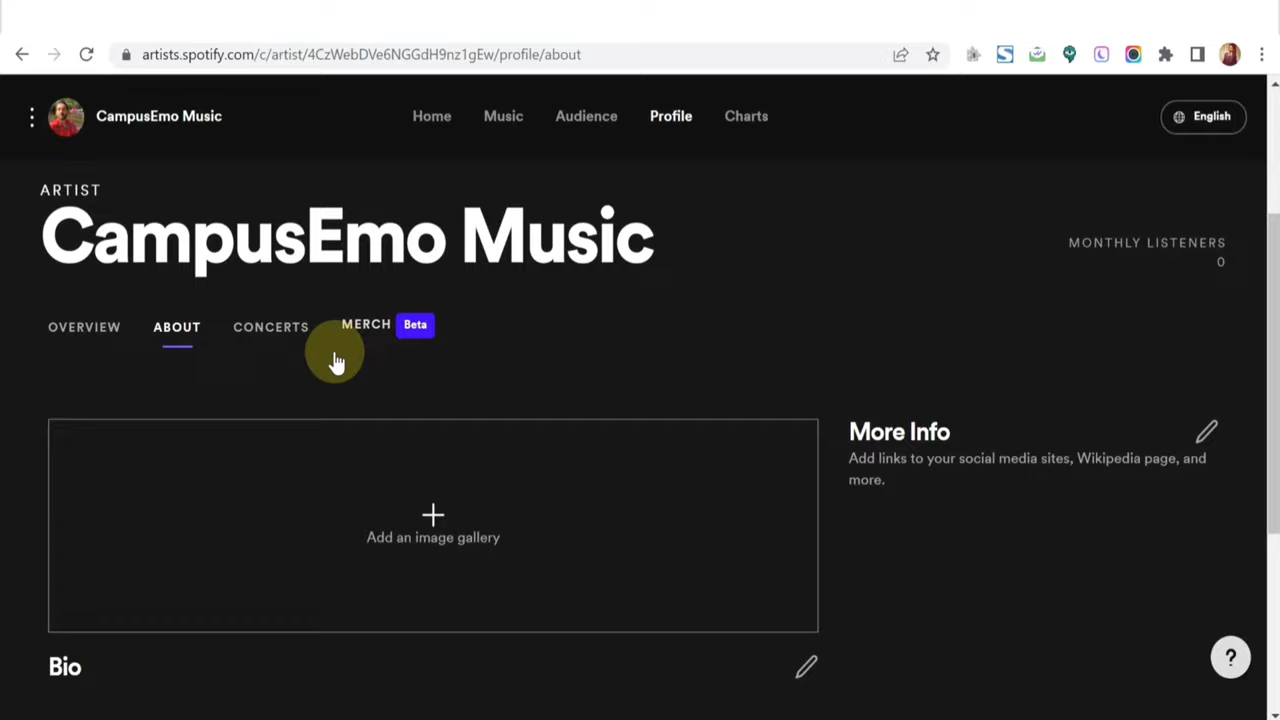 artists.spotify.com/c/artist/4CzWebDVe6NGGdH9nz1gEw/profile/about
CampusEmo Music
Home
Music
Audience
Profile
Charts
English
ARTIST
CampusEmo Music
MONTHLY LISTENERS
0
OVERVIEW
ABOUT
CONCERTS
MERCH
Beta
+
Add an image gallery
More Info
Add links to your social media sites, Wikipedia page, and
more.
Bio
?